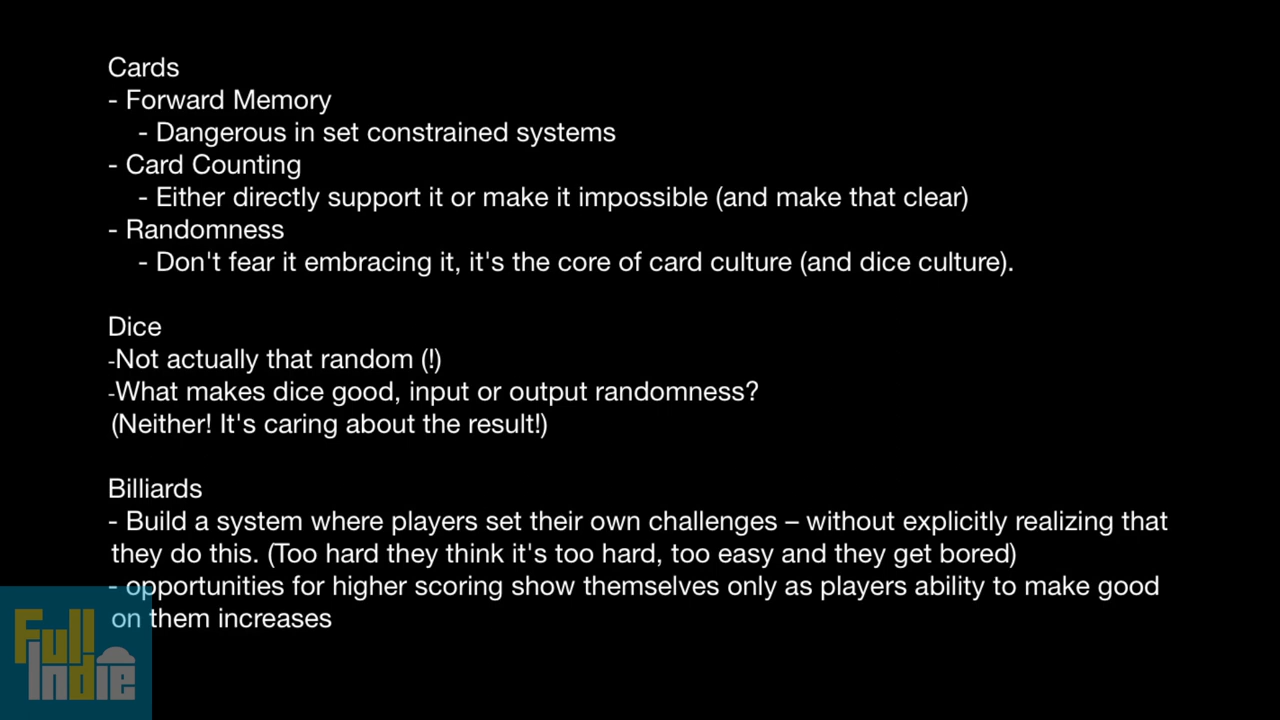 Cards
- Forward Memory
- Dangerous in set constrained systems
- Card Counting
- Either directly support it or make it impossible (and make that clear)
- Randomness
- Don't fear it embracing it, it's the core of card culture (and dice culture).
Dice
-Not actually that random (!)
-What makes dice good, input or output randomness?
(Neither! It's caring about the result!)
Billiards
- Build a system where players set their own challenges – without explicitly realizing that
they do this. (Too hard they think it's too hard, too easy and they get bored)
- opportunities for higher scoring show themselves only as players ability to make good
on them increases
Full
Indie